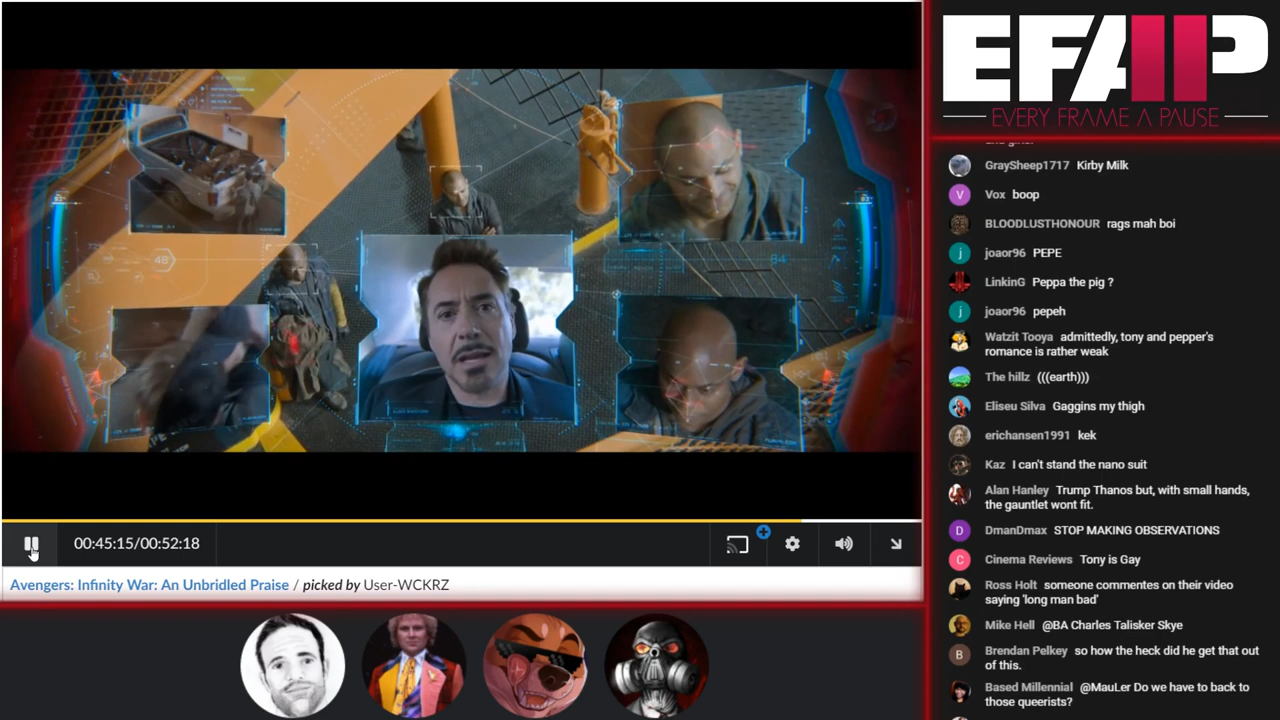 EFAP
EVERY FRAME A PAUSE
48
84
GraySheep1717 Kirby Milk
V Vox boop
BLOODLUSTHONOUR rags mah boi
j joaor96 PEPE
LinkinG Peppa the pig ?
j joaor96 pepeh
Watzit Tooya admittedly, tony and pepper's
romance is rather weak
The hillz (((earth)))
Eliseu Silva Gaggins my thigh
erichansen1991 kek
Kaz I can't stand the nano suit
Alan Hanley Trump Thanos but, with small hands,
the gauntlet wont fit.
D DmanDmax STOP MAKING OBSERVATIONS
C Cinema Reviews Tony is Gay
Ross Holt someone commentes on their video
saying 'long man bad'
Mike Hell @BA Charles Talisker Skye
B Brendan Pelkey so how the heck did he get that out
of this.
Based Millennial @MauLer Do we have to back to
those queerists?
00:45:15/00:52:18
Avengers: Infinity War: An Unbridled Praise / picked by User-WCKRZ